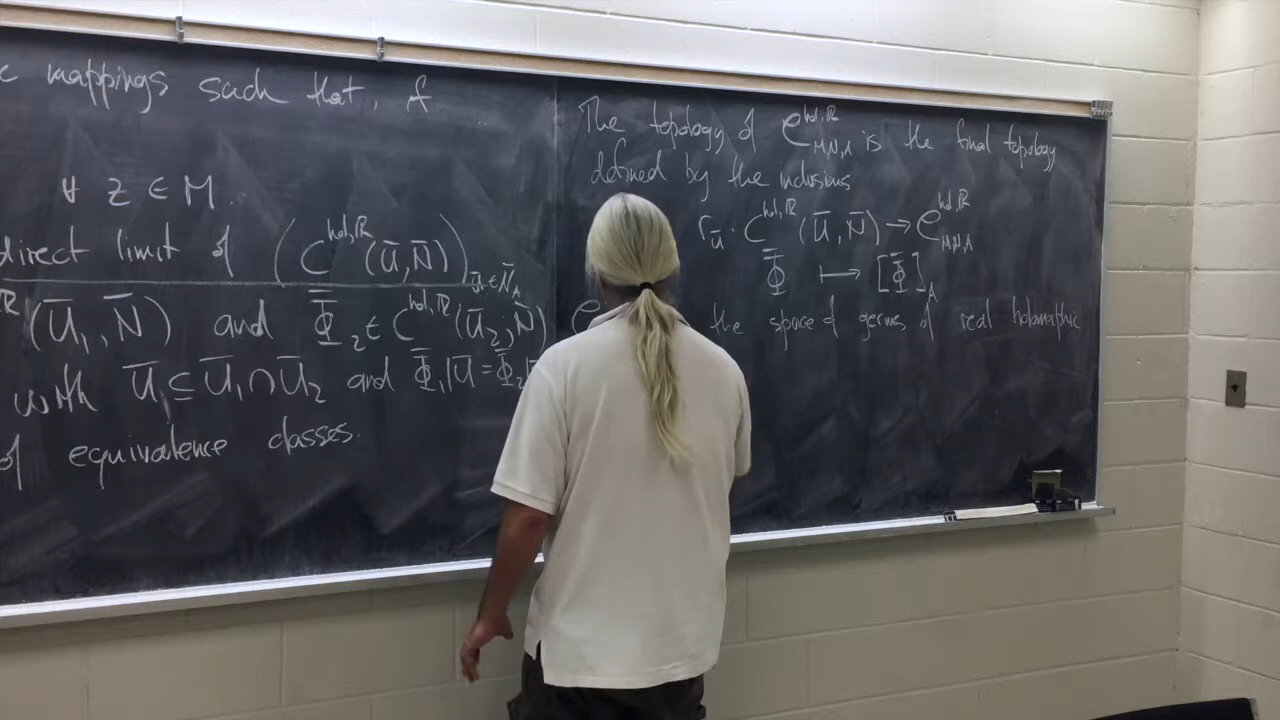 c mappings such that, f
∀ z ∈ M.
direct limit of (C^{hol,ℝ}(Ū,N̄))_{Ū∈N̄_A}
ℝ(Ū₁,N̄) and Φ̄₂ ∈ C^{hol,ℝ}(Ū₂;N̄)
with Ū ⊆ Ū₁∩Ū₂ and Φ̄₁|Ū = Φ̄₂|
of equivalence classes.
The topology of 𝒞^{hol,ℝ}_{M,N,A} is the final topology
defined by the inclusions
r_Ū : C^{hol,ℝ}(Ū,N̄) → 𝒞^{hol,ℝ}_{M,N,A}
Φ̄ ⟼ [Φ̄]_A
the space of germs of real holomorphic